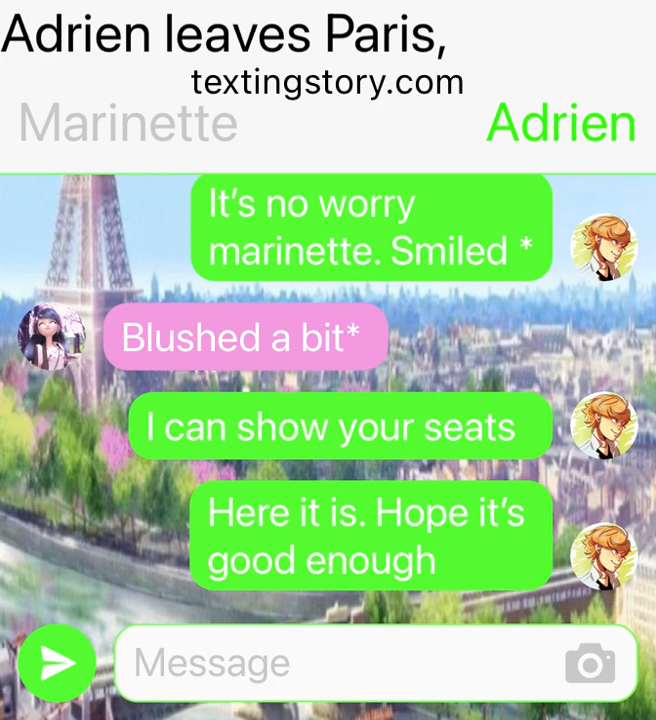 Adrien leaves Paris,
textingstory.com
Marinette
Adrien
It’s no worry
marinette. Smiled *
Blushed a bit*
I can show your seats
Here it is. Hope it’s
good enough
Message